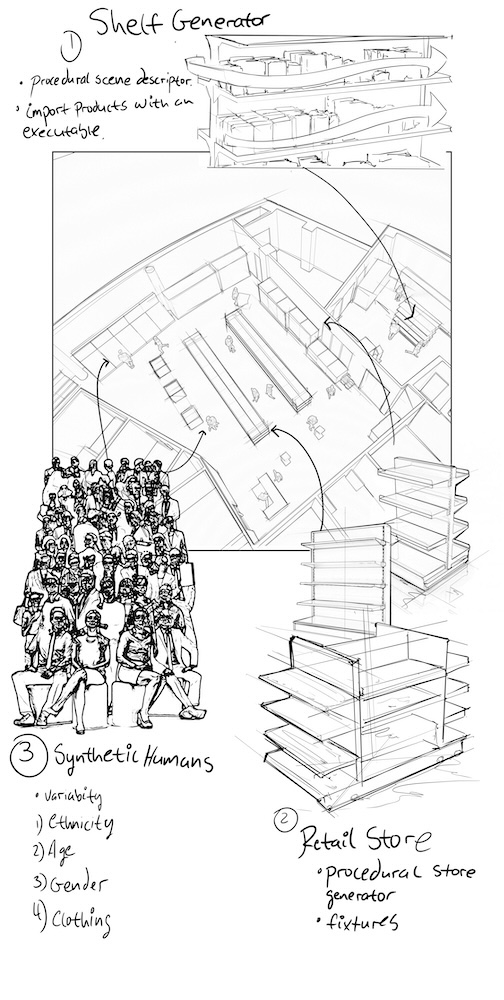 Shelf Generator
1
• Procedural scene descriptor.
• import Products with an
executable.
3 Synthetic Humans
• Variabity
1) Ethnicity
2) Age
3) Gender
4) Clothing
2
Retail Store
• procedural store
generator
• fixtures